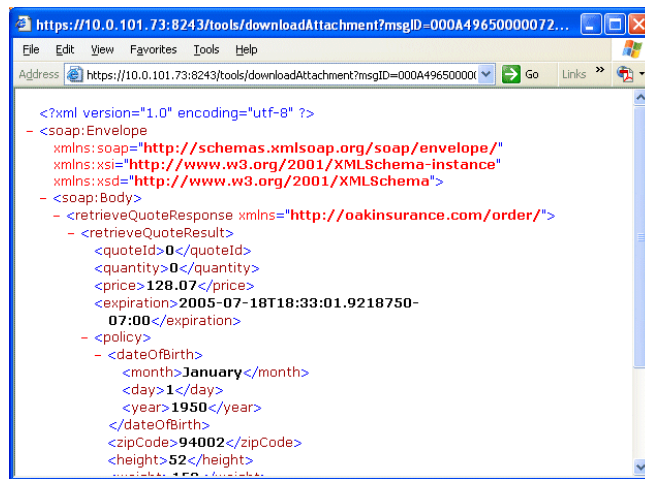 https://10.0.101.73:8243/tools/downloadAttachment?msgID=000A49650000072...
File Edit View Favorites Tools Help
Address https://10.0.101.73:8243/tools/downloadAttachment?msgID=000A4965000 Go Links »
<?xml version="1.0" encoding="utf-8" ?>
– <soap:Envelope
xmlns:soap="http://schemas.xmlsoap.org/soap/envelope/"
xmlns:xsi="http://www.w3.org/2001/XMLSchema-instance"
xmlns:xsd="http://www.w3.org/2001/XMLSchema">
– <soap:Body>
– <retrieveQuoteResponse xmlns="http://oakinsurance.com/order/">
– <retrieveQuoteResult>
<quoteId>0</quoteId>
<quantity>0</quantity>
<price>128.07</price>
<expiration>2005-07-18T18:33:01.9218750-
07:00</expiration>
– <policy>
– <dateOfBirth>
<month>January</month>
<day>1</day>
<year>1950</year>
</dateOfBirth>
<zipCode>94002</zipCode>
<height>52</height>